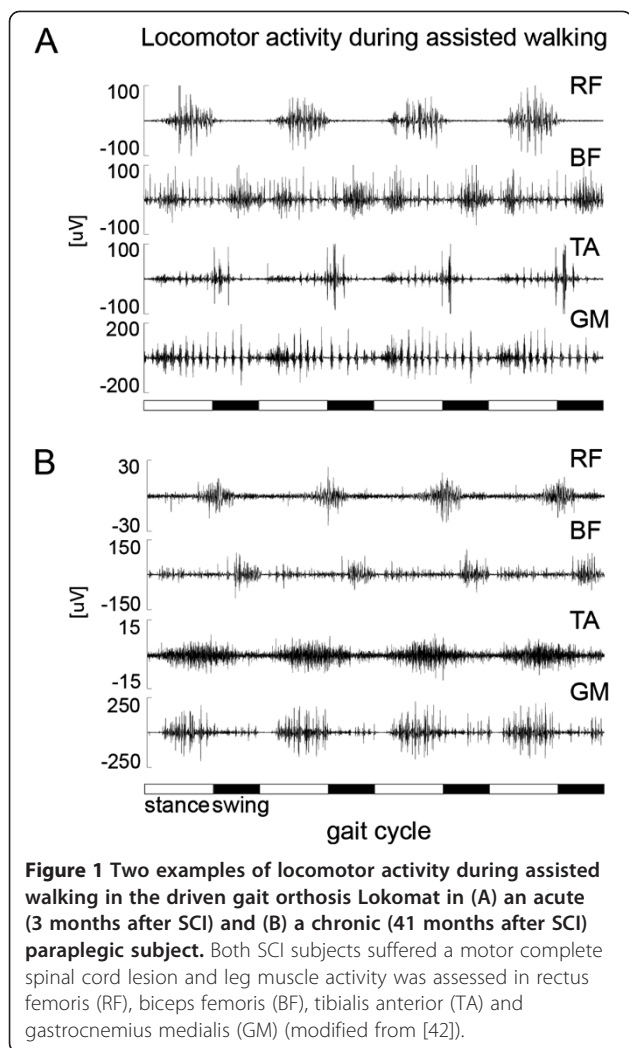 A
Locomotor activity during assisted walking
RF
100
-100
BF
100
-100
[uV]
TA
100
-100
GM
200
-200
B
RF
30
-30
BF
150
-150
[uV]
TA
15
-15
GM
250
-250
stance swing
gait cycle
Figure 1 Two examples of locomotor activity during assisted
walking in the driven gait orthosis Lokomat in (A) an acute
(3 months after SCI) and (B) a chronic (41 months after SCI)
paraplegic subject. Both SCI subjects suffered a motor complete
spinal cord lesion and leg muscle activity was assessed in rectus
femoris (RF), biceps femoris (BF), tibialis anterior (TA) and
gastrocnemius medialis (GM) (modified from [42]).